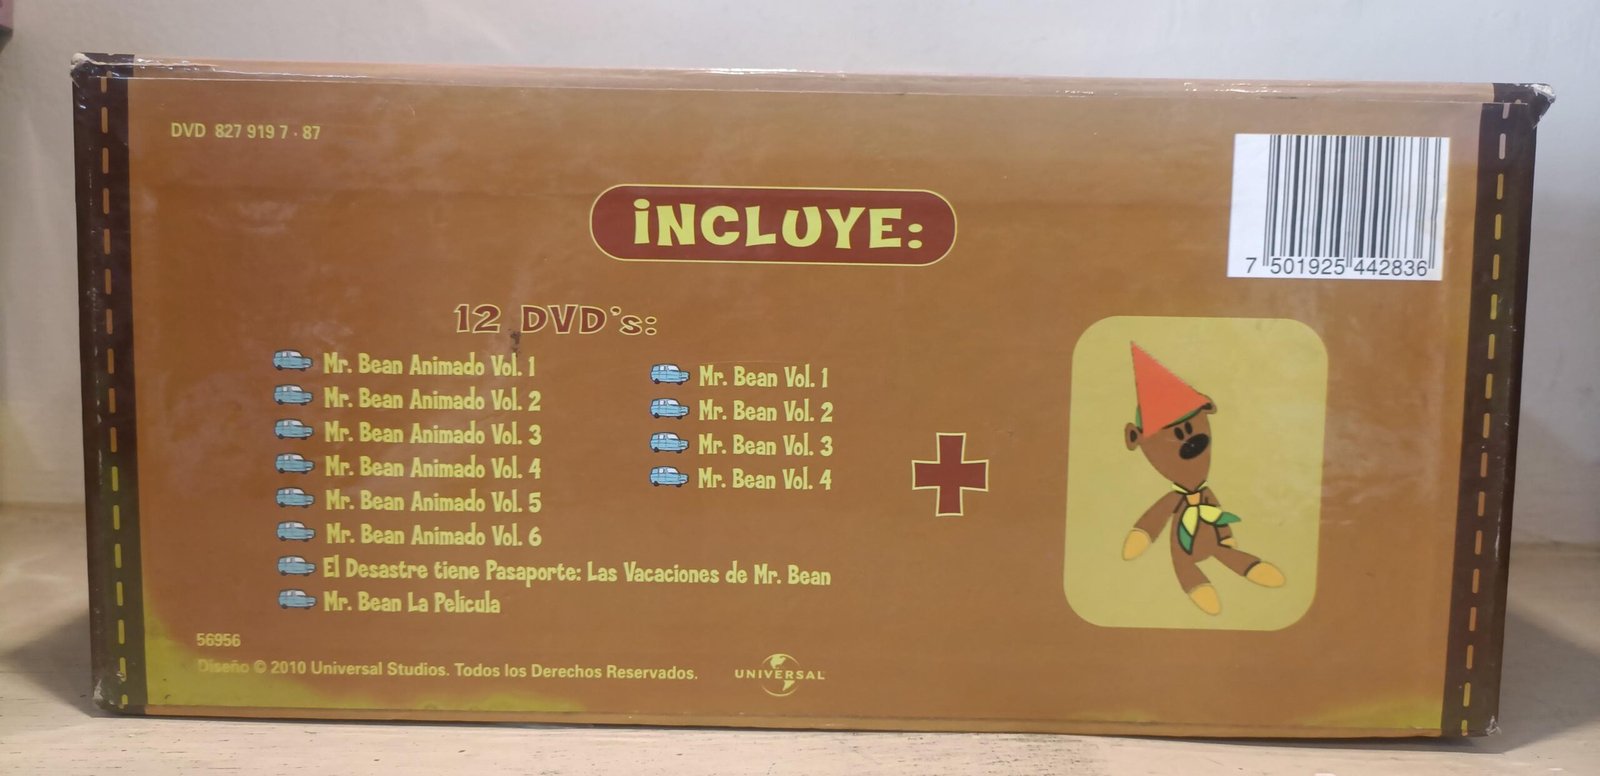 DVD 827 919 7 · 87
iNCLUYE:
7 501925 442836
12 DVD's:
Mr. Bean Animado Vol. 1
Mr. Bean Animado Vol. 2
Mr. Bean Animado Vol. 3
Mr. Bean Animado Vol. 4
Mr. Bean Animado Vol. 5
Mr. Bean Animado Vol. 6
El Desastre tiene Pasaporte: Las Vacaciones de Mr. Bean
Mr. Bean La Película
Mr. Bean Vol. 1
Mr. Bean Vol. 2
Mr. Bean Vol. 3
Mr. Bean Vol. 4
56956
Diseño © 2010 Universal Studios. Todos los Derechos Reservados.
UNIVERSAL